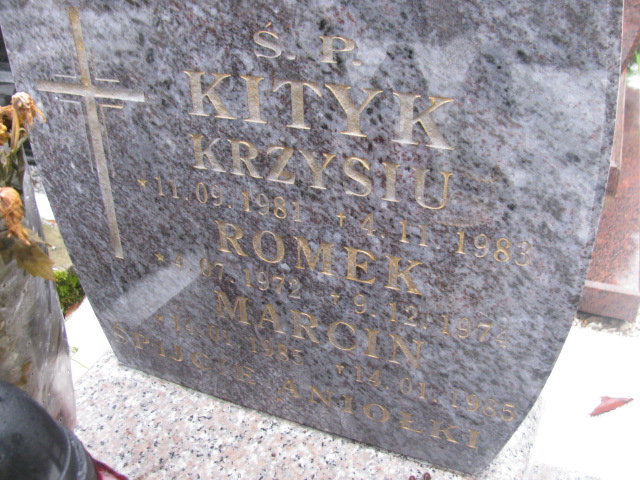 Ś. P.
KITYK
KRZYSIU
* 11.09.1981 † 4.11.1983
ROMEK
* 4.07.1972 † 9.12.1974
MARCIN
† 14.01.1985
ŚPIJCIE ANIOŁKI